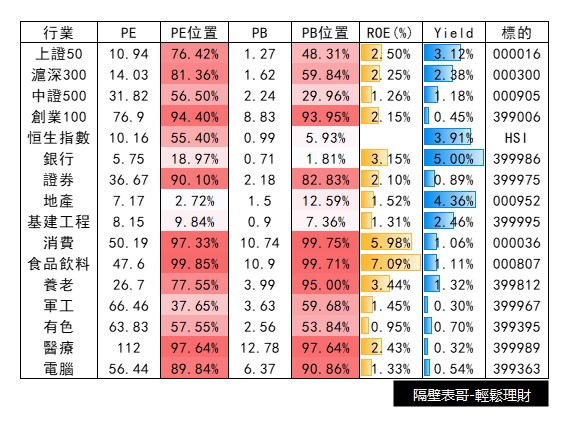 行業 PE PE位置 PB PB位置 ROE(%) Yield 標的
上證50 10.94 76.42% 1.27 48.31% 2.50% 3.12% 000016
滬深300 14.03 81.36% 1.62 59.84% 2.25% 2.38% 000300
中證500 31.82 56.50% 2.24 29.96% 1.26% 1.18% 000905
創業100 76.9 94.40% 8.83 93.95% 2.15% 0.45% 399006
恒生指數 10.16 55.40% 0.99 5.93% 3.91% HSI
銀行 5.75 18.97% 0.71 1.81% 3.15% 5.00% 399986
證券 36.67 90.10% 2.18 82.83% 2.10% 0.89% 399975
地產 7.17 2.72% 1.5 12.59% 1.52% 4.36% 000952
基建工程 8.15 9.84% 0.9 7.36% 1.31% 2.46% 399995
消費 50.19 97.33% 10.74 99.75% 5.98% 1.06% 000036
食品飲料 47.6 99.85% 10.9 99.71% 7.09% 1.11% 000807
養老 26.7 77.55% 3.99 95.00% 3.44% 1.32% 399812
軍工 66.46 37.65% 3.63 59.68% 1.45% 0.30% 399967
有色 63.83 57.55% 2.56 53.84% 0.95% 0.70% 399395
醫療 112 97.64% 12.78 97.64% 2.43% 0.32% 399989
電腦 56.44 89.84% 6.37 90.86% 1.33% 0.54% 399363
隔壁表哥-輕鬆理財